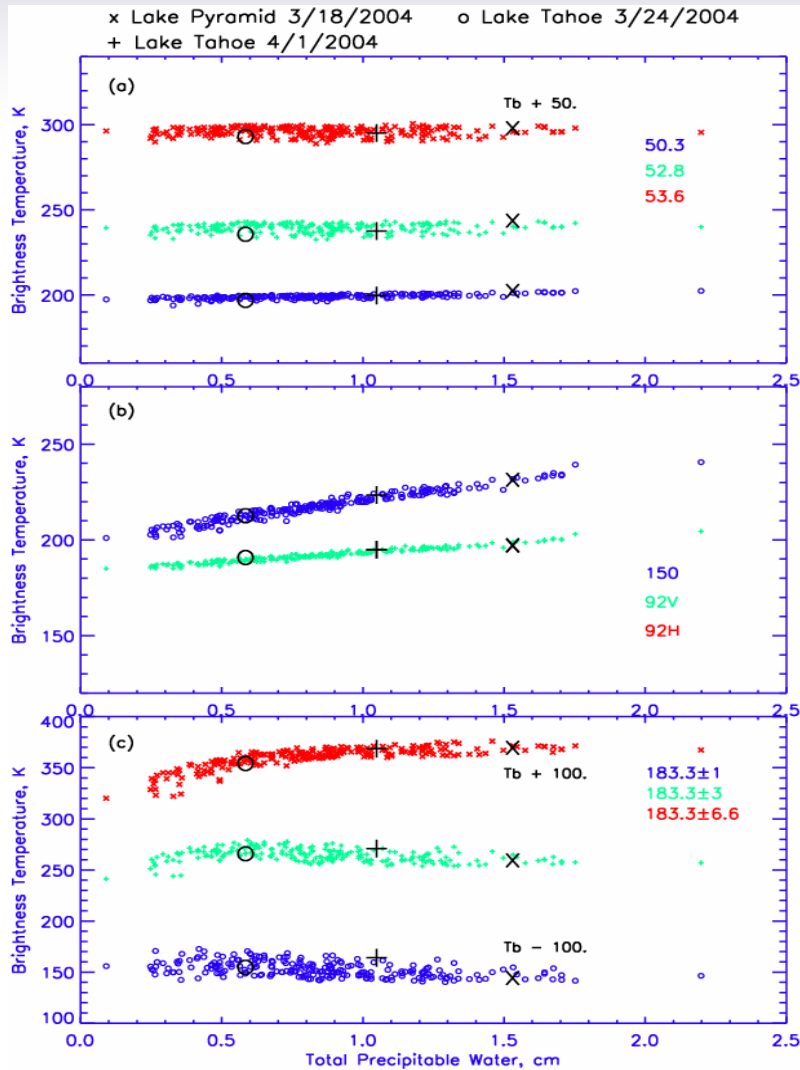 x Lake Pyramid 3/18/2004 o Lake Tahoe 3/24/2004
+ Lake Tahoe 4/1/2004
(a)
Tb + 50.
50.3
52.8
53.6
300
250
200
Brightness Temperature, K
0.0 0.5 1.0 1.5 2.0 2.5
(b)
250
200
150
Brightness Temperature, K
150
92V
92H
0.0 0.5 1.0 1.5 2.0 2.5
(c)
400
350
300
250
200
150
100
Brightness Temperature, K
Tb + 100.
183.3±1
183.3±3
183.3±6.6
Tb − 100.
0.0 0.5 1.0 1.5 2.0 2.5
Total Precipitable Water, cm